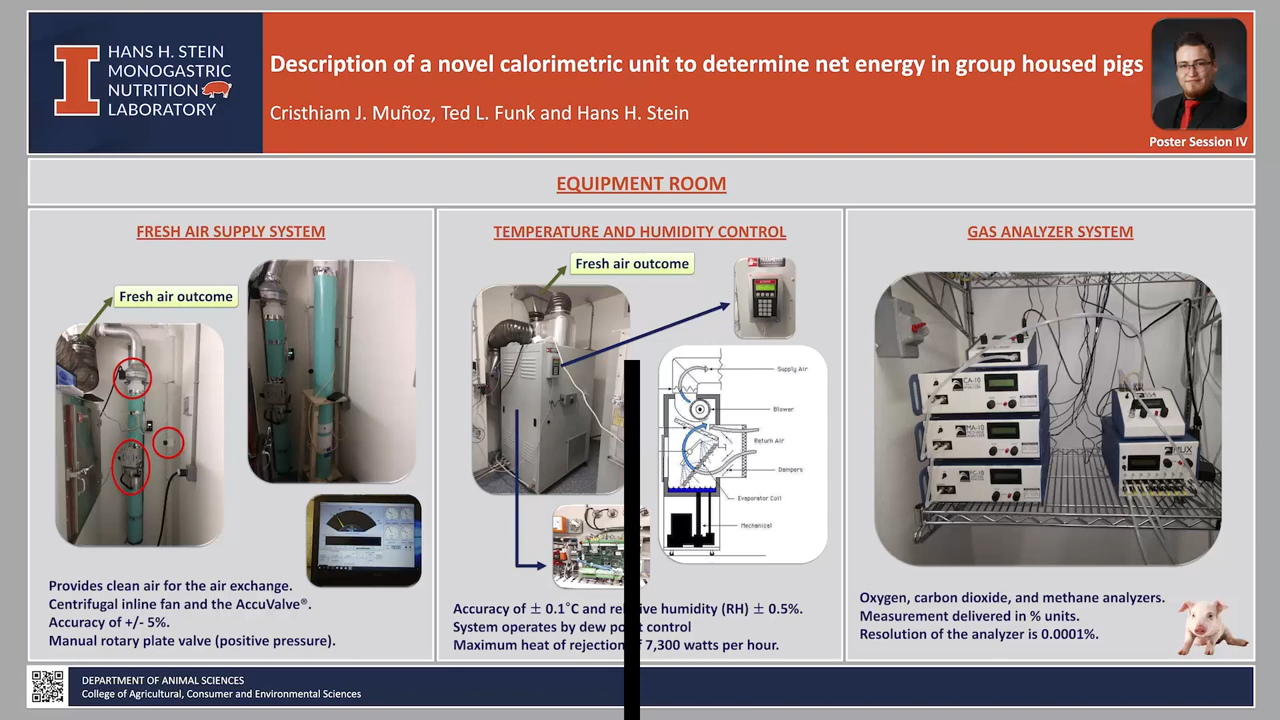 HANS H. STEIN
MONOGASTRIC
NUTRITION
LABORATORY
Description of a novel calorimetric unit to determine net energy in group housed pigs
Cristhiam J. Muñoz, Ted L. Funk and Hans H. Stein
Poster Session IV
EQUIPMENT ROOM
FRESH AIR SUPPLY SYSTEM
Fresh air outcome
Provides clean air for the air exchange.
Centrifugal inline fan and the AccuValve®.
Accuracy of +/- 5%.
Manual rotary plate valve (positive pressure).
TEMPERATURE AND HUMIDITY CONTROL
Fresh air outcome
Supply Air
Blower
Return Air
Dampers
Evaporator Coil
Mechanical
Accuracy of ± 0.1˚C and humidity (RH) ± 0.5%.
System operates by dew control
Maximum heat of rejection 7,300 watts per hour.
GAS ANALYZER SYSTEM
CA-10
MA-10
MUX
Oxygen, carbon dioxide, and methane analyzers.
Measurement delivered in % units.
Resolution of the analyzer is 0.0001%.
DEPARTMENT OF ANIMAL SCIENCES
College of Agricultural, Consumer and Environmental Sciences